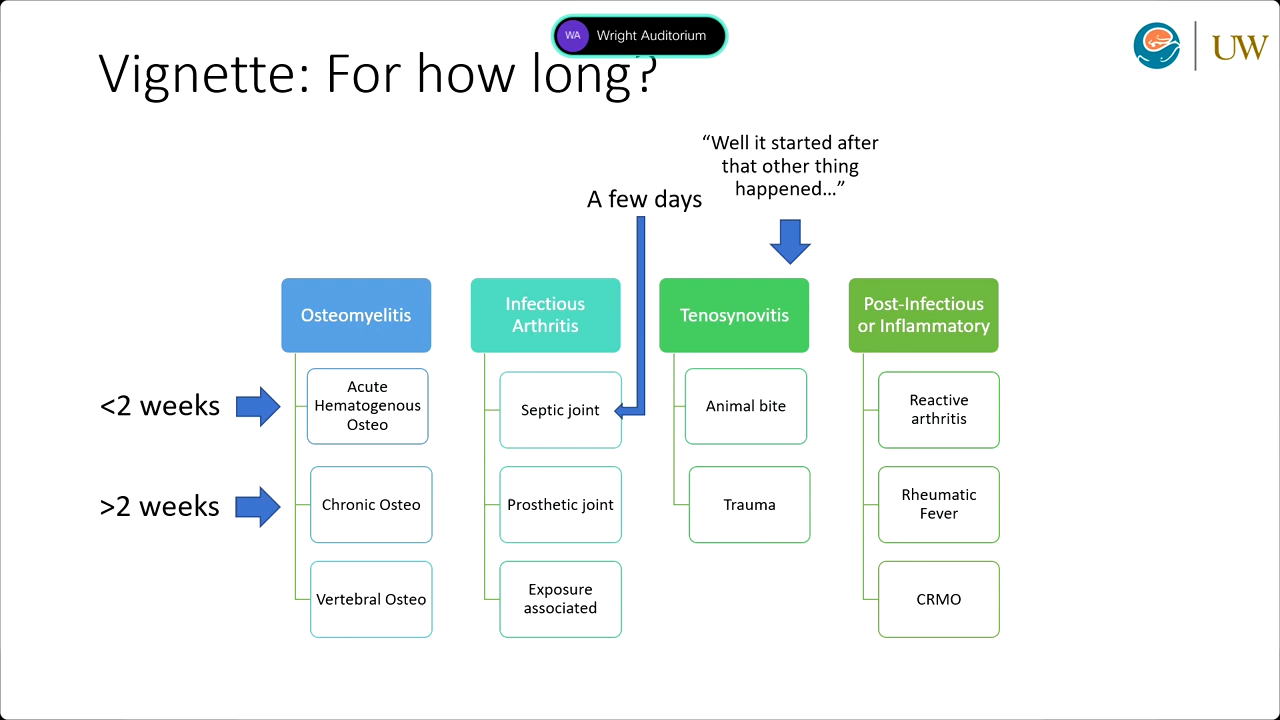 WA
Wright Auditorium
UW
Vignette: For how long?
“Well it started after
that other thing
happened…”
A few days
Osteomyelitis
Infectious
Arthritis
Tenosynovitis
Post-Infectious
or Inflammatory
<2 weeks
Acute
Hematogenous
Osteo
Septic joint
Animal bite
Reactive
arthritis
>2 weeks
Chronic Osteo
Prosthetic joint
Trauma
Rheumatic
Fever
Vertebral Osteo
Exposure
associated
CRMO